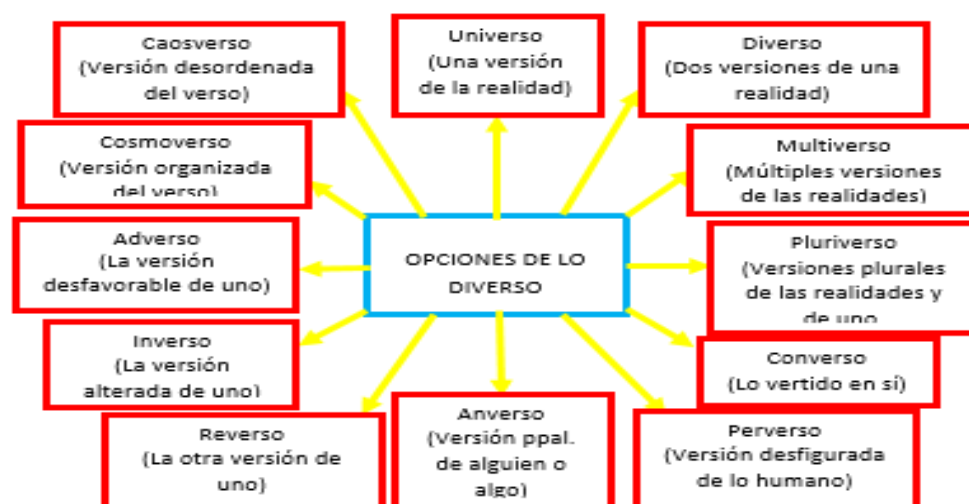 Caosverso
(Versión desordenada
del verso)
Universo
(Una versión
de la realidad)
Diverso
(Dos versiones de una
realidad)
Cosmoverso
(Versión organizada
del verso)
Multiverso
(Múltiples versiones
de las realidades)
Adverso
(La versión
desfavorable de uno)
OPCIONES DE LO
DIVERSO
Pluriverso
(Versiones plurales
de las realidades y
de uno
Inverso
(La versión
alterada de uno)
Converso
(Lo vertido en sí)
Reverso
(La otra versión de
uno)
Anverso
(Versión ppal.
de alguien o
algo)
Perverso
(Versión desfigurada
de lo humano)